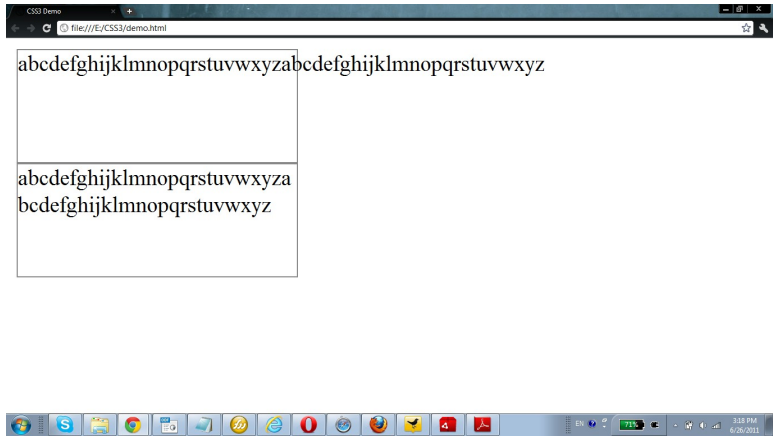 CSS3 Demo
file:///E:/CSS3/demo.html
abcdefghijklmnopqrstuvwxyzabcdefghijklmnopqrstuvwxyz
abcdefghijklmnopqrstuvwxyza
bcdefghijklmnopqrstuvwxyz
EN
71%
3:18 PM
6/26/2011